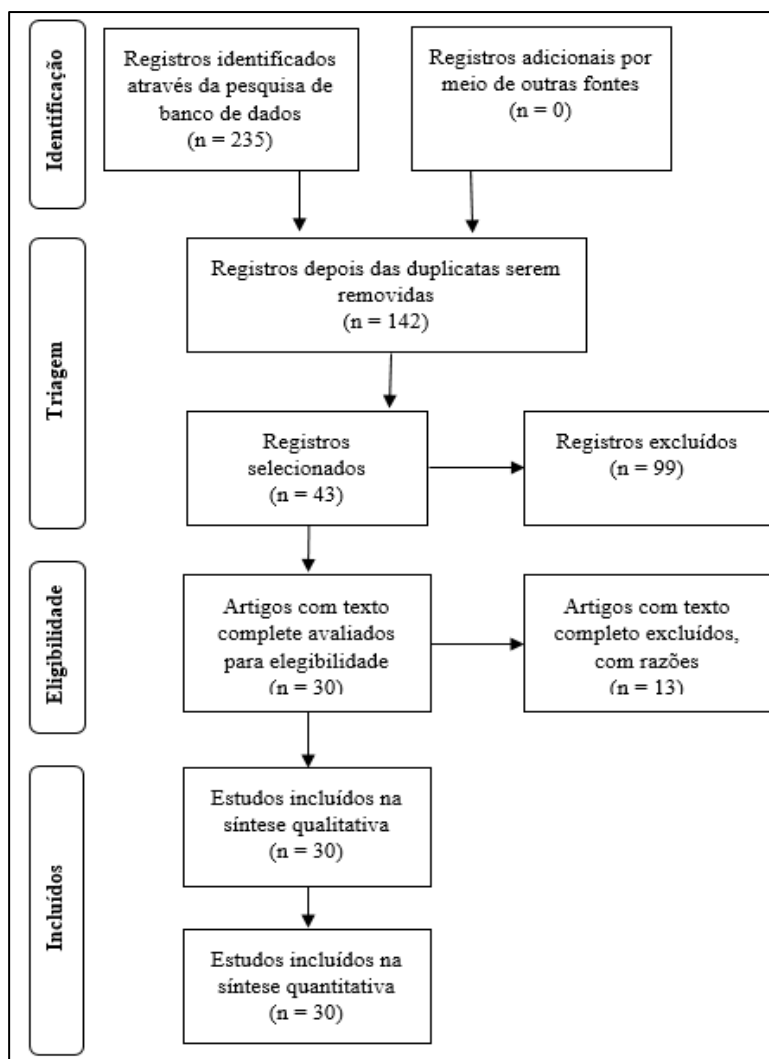 Identificação
Registros identificados
através da pesquisa de
banco de dados
(n = 235)
Registros adicionais por
meio de outras fontes
(n = 0)
Triagem
Registros depois das duplicatas serem
removidas
(n = 142)
Registros
selecionados
(n = 43)
Registros excluídos
(n = 99)
Eligibilidade
Artigos com texto
complete avaliados
para elegibilidade
(n = 30)
Artigos com texto
completo excluídos,
com razões
(n = 13)
Incluídos
Estudos incluídos na
síntese qualitativa
(n = 30)
Estudos incluídos na
síntese quantitativa
(n = 30)